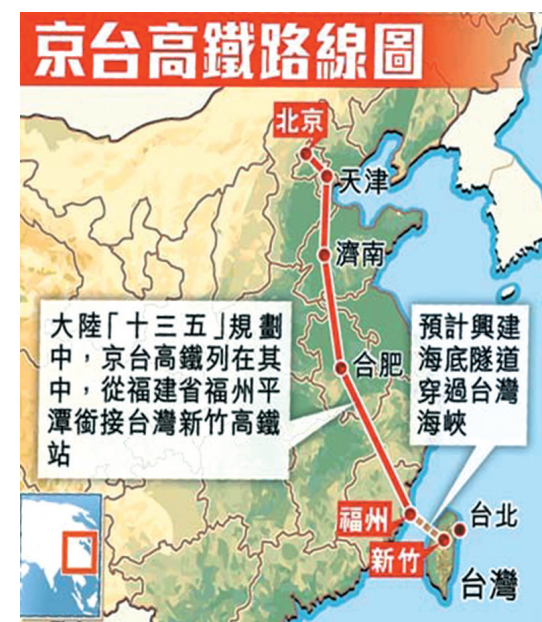 京台高鐵路線圖
北京
天津
濟南
大陸「十三五」規劃
中，京台高鐵列在其
中，從福建省福州平
潭銜接台灣新竹高鐵
站
合肥
預計興建
海底隧道
穿過台灣
海峽
福州
台北
新竹
台灣